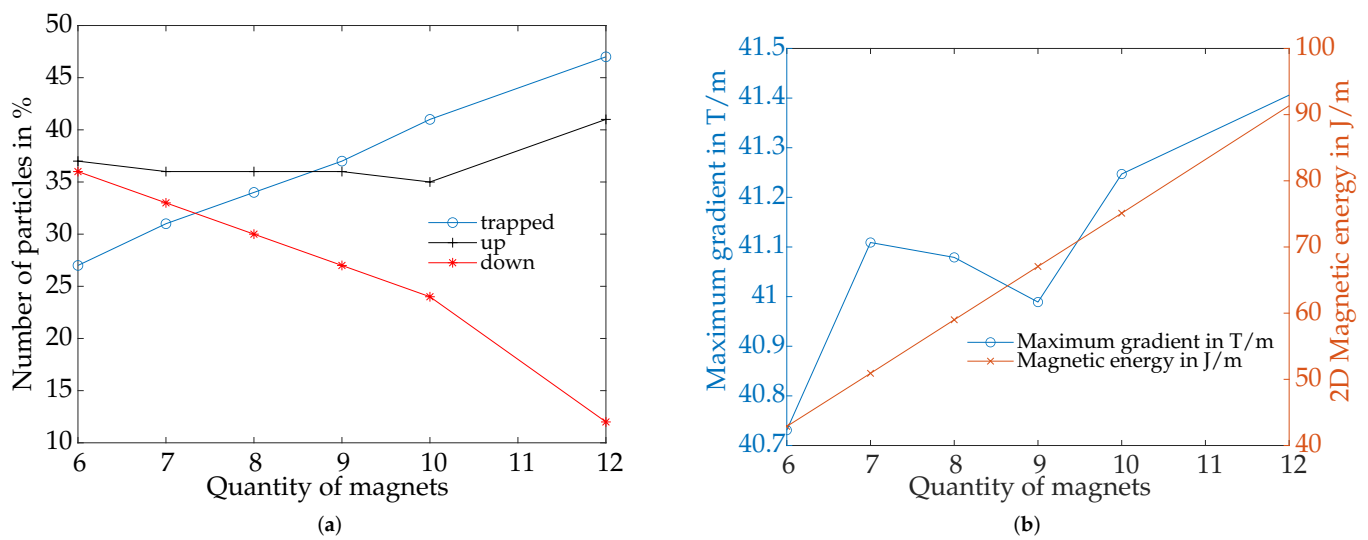 50
45
40
35
30
25
20
15
10
Number of particles in %
trapped
up
down
6 7 8 9 10 11 12
Quantity of magnets
(a)
41.5
41.4
41.3
41.2
41.1
41
40.9
40.8
40.7
Maximum gradient in T/m
100
90
80
70
60
50
40
2D Magnetic energy in J/m
Maximum gradient in T/m
Magnetic energy in J/m
6 7 8 9 10 11 12
Quantity of magnets
(b)